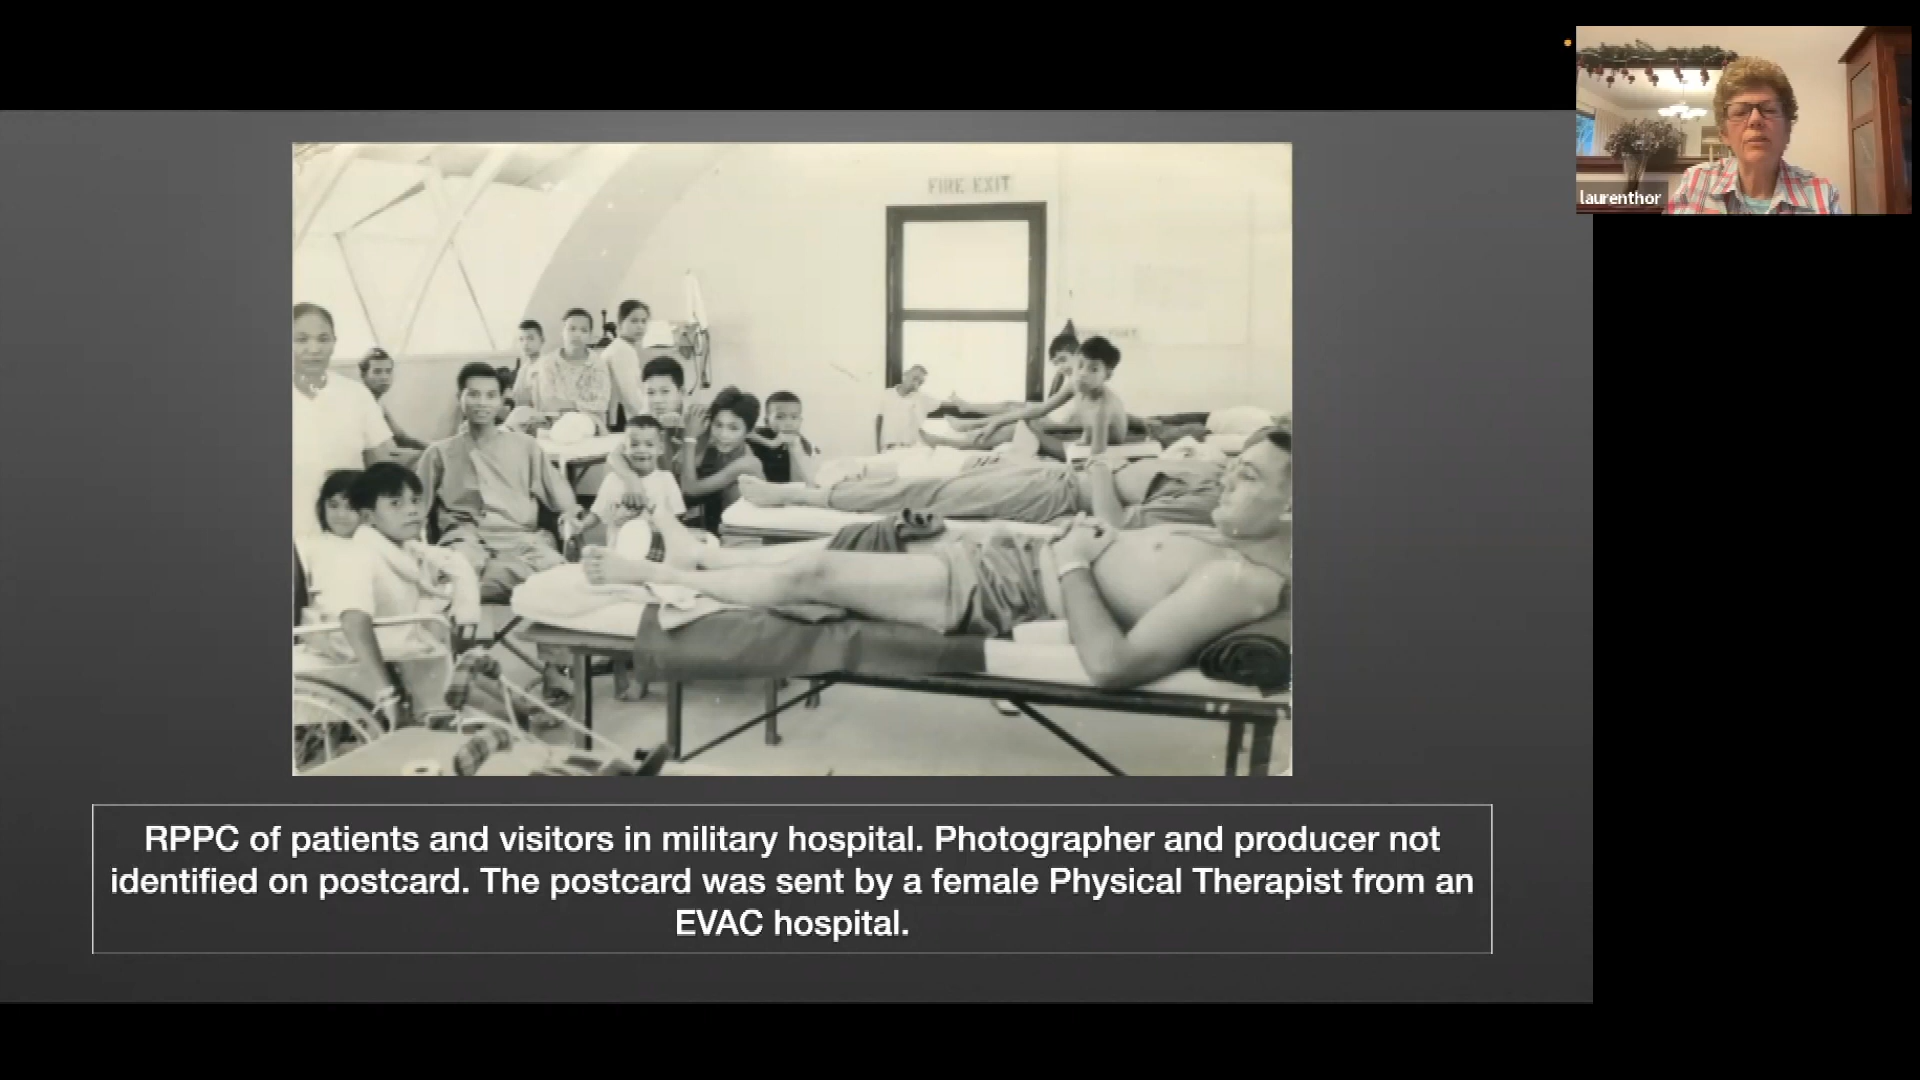 FIRE EXIT
laurenthor
RPPC of patients and visitors in military hospital. Photographer and producer not
identified on postcard. The postcard was sent by a female Physical Therapist from an
EVAC hospital.